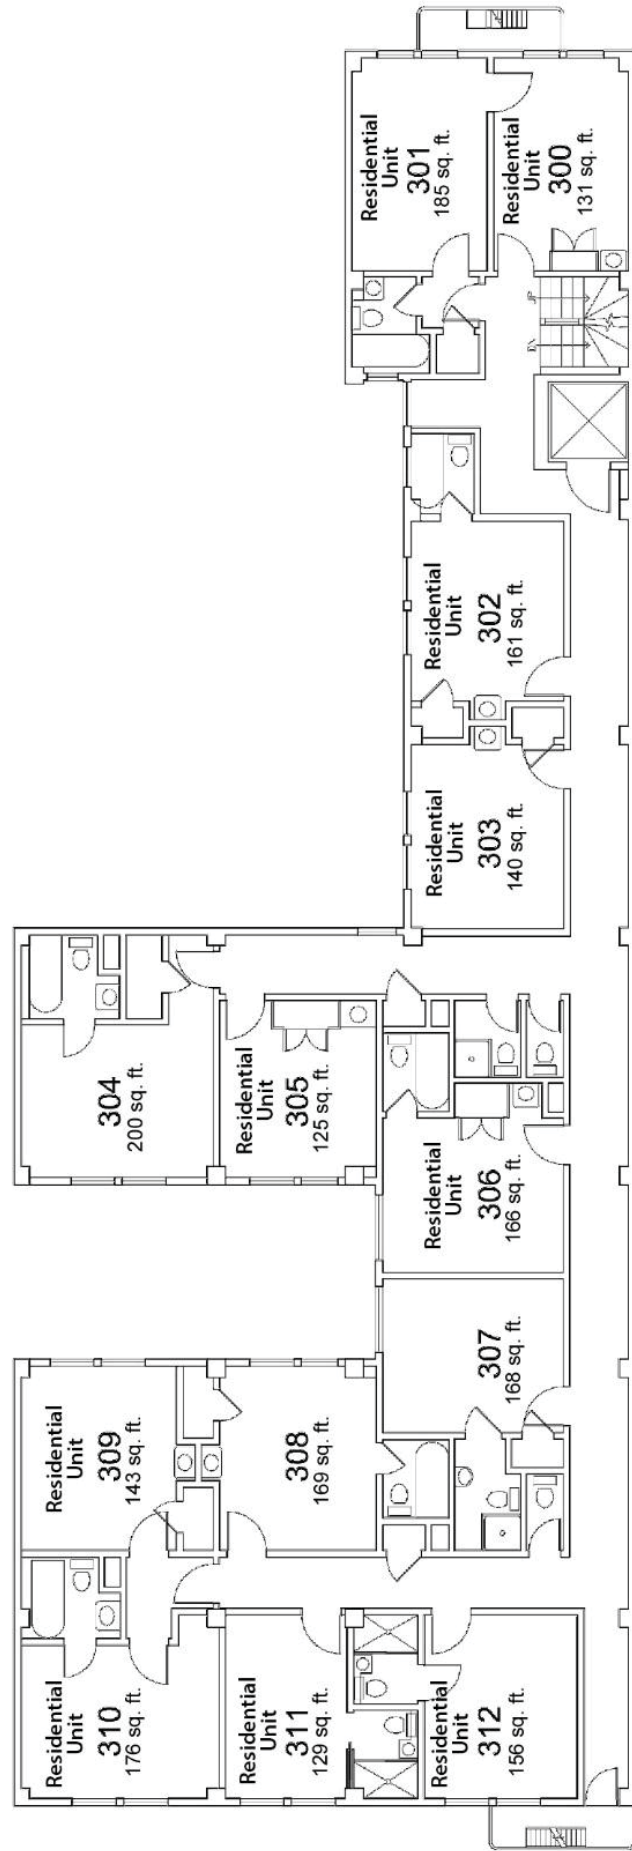 Residential
Unit
301
185 sq. ft.
Residential
Unit
300
131 sq. ft.
Residential
Unit
302
161 sq. ft.
Residential
Unit
303
140 sq. ft.
304
200 sq. ft.
Residential
Unit
305
125 sq. ft.
Residential
Unit
306
166 sq. ft.
307
168 sq. ft.
Residential
Unit
309
143 sq. ft.
308
169 sq. ft.
Residential
Unit
310
176 sq. ft.
Residential
Unit
311
129 sq. ft.
Residential
Unit
312
156 sq. ft.